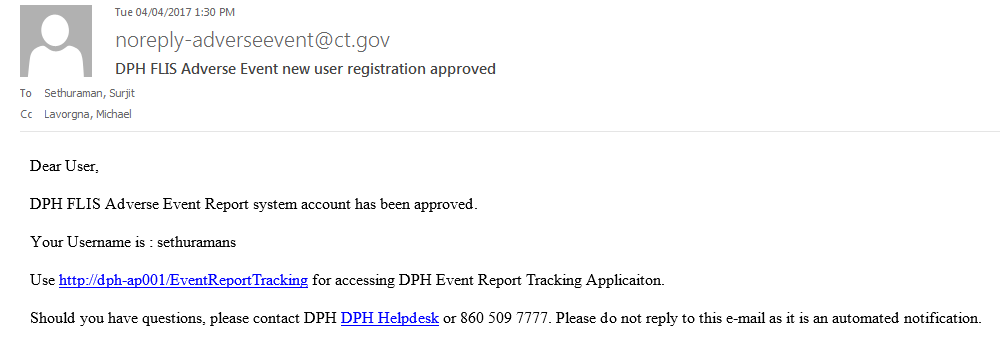 Tue 04/04/2017 1:30 PM
noreply-adverseevent@ct.gov
DPH FLIS Adverse Event new user registration approved
To Sethuraman, Surjit
Cc Lavorgna, Michael
Dear User,
DPH FLIS Adverse Event Report system account has been approved.
Your Username is : sethuramans
Use http://dph-ap001/EventReportTracking for accessing DPH Event Report Tracking Applicaiton.
Should you have questions, please contact DPH DPH Helpdesk or 860 509 7777. Please do not reply to this e-mail as it is an automated notification.